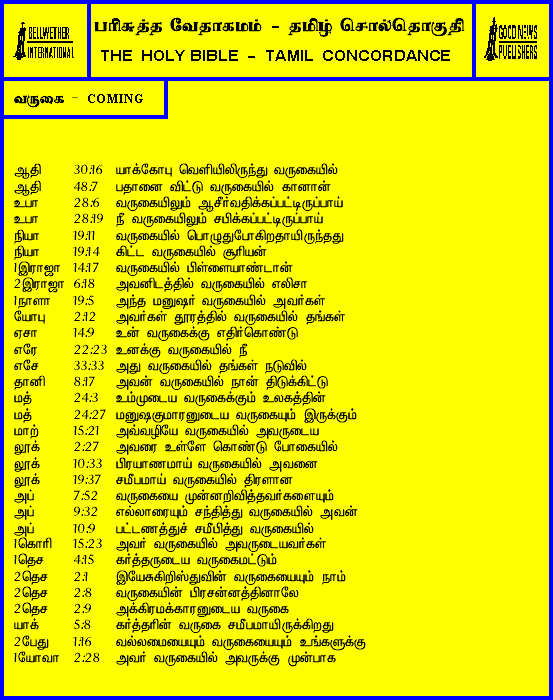 BELLWETHER
INTERNATIONAL
பரிசுத்த வேதாகமம் - தமிழ் சொல்தொகுதி
THE HOLY BIBLE - TAMIL CONCORDANCE
GOOD NEWS
PUBLISHERS
வருகை - COMING
ஆதி 30:16 யாக்கோபு வெளியிலிருந்து வருகையில்
ஆதி 48:7 பதானை விட்டு வருகையில் கானான்
உபா 28:6 வருகையிலும் ஆசீர்வதிக்கப்பட்டிருப்பாய்
உபா 28:19 நீ வருகையிலும் சபிக்கப்பட்டிருப்பாய்
நியா 19:11 வருகையில் பொழுதுபோகிறதாயிருந்தது
நியா 19:14 கிட்ட வருகையில் சூரியன்
1இராஜா 14:17 வருகையில் பிள்ளையாண்டான்
2இராஜா 6:18 அவனிடத்தில் வருகையில் எலிசா
1நாளா 19:5 அந்த மனுஷர் வருகையில் அவர்கள்
யோபு 2:12 அவர்கள் தூரத்தில் வருகையில் தங்கள்
ஏசா 14:9 உன் வருகைக்கு எதிர்கொண்டு
எரே 22:23 உனக்கு வருகையில் நீ
எசே 33:33 அது வருகையில் தங்கள் நடுவில்
தானி 8:17 அவன் வருகையில் நான் திடுக்கிட்டு
மத் 24:3 உம்முடைய வருகைக்கும் உலகத்தின்
மத் 24:27 மனுஷகுமாரனுடைய வருகையும் இருக்கும்
மாற் 15:21 அவ்வழியே வருகையில் அவருடைய
லூக் 2:27 அவரை உள்ளே கொண்டு போகையில்
லூக் 10:33 பிரயாணமாய் வருகையில் அவனை
லூக் 19:37 சமீபமாய் வருகையில் திரளான
அப் 7:52 வருகையை முன்னறிவித்தவர்களையும்
அப் 9:32 எல்லாரையும் சந்தித்து வருகையில் அவன்
அப் 10:9 பட்டணத்துச் சமீபித்து வருகையில்
1கொரி 15:23 அவர் வருகையில் அவருடையவர்கள்
1தெச 4:15 கர்த்தருடைய வருகைமட்டும்
2தெச 2:1 இயேசுகிறிஸ்துவின் வருகையையும் நாம்
2தெச 2:8 வருகையின் பிரசன்னத்தினாலே
2தெச 2:9 அக்கிரமக்காரனுடைய வருகை
யாக் 5:8 கர்த்தரின் வருகை சமீபமாயிருக்கிறது
2பேது 1:16 வல்லமையையும் வருகையையும் உங்களுக்கு
1யோவா 2:28 அவர் வருகையில் அவருக்கு முன்பாக